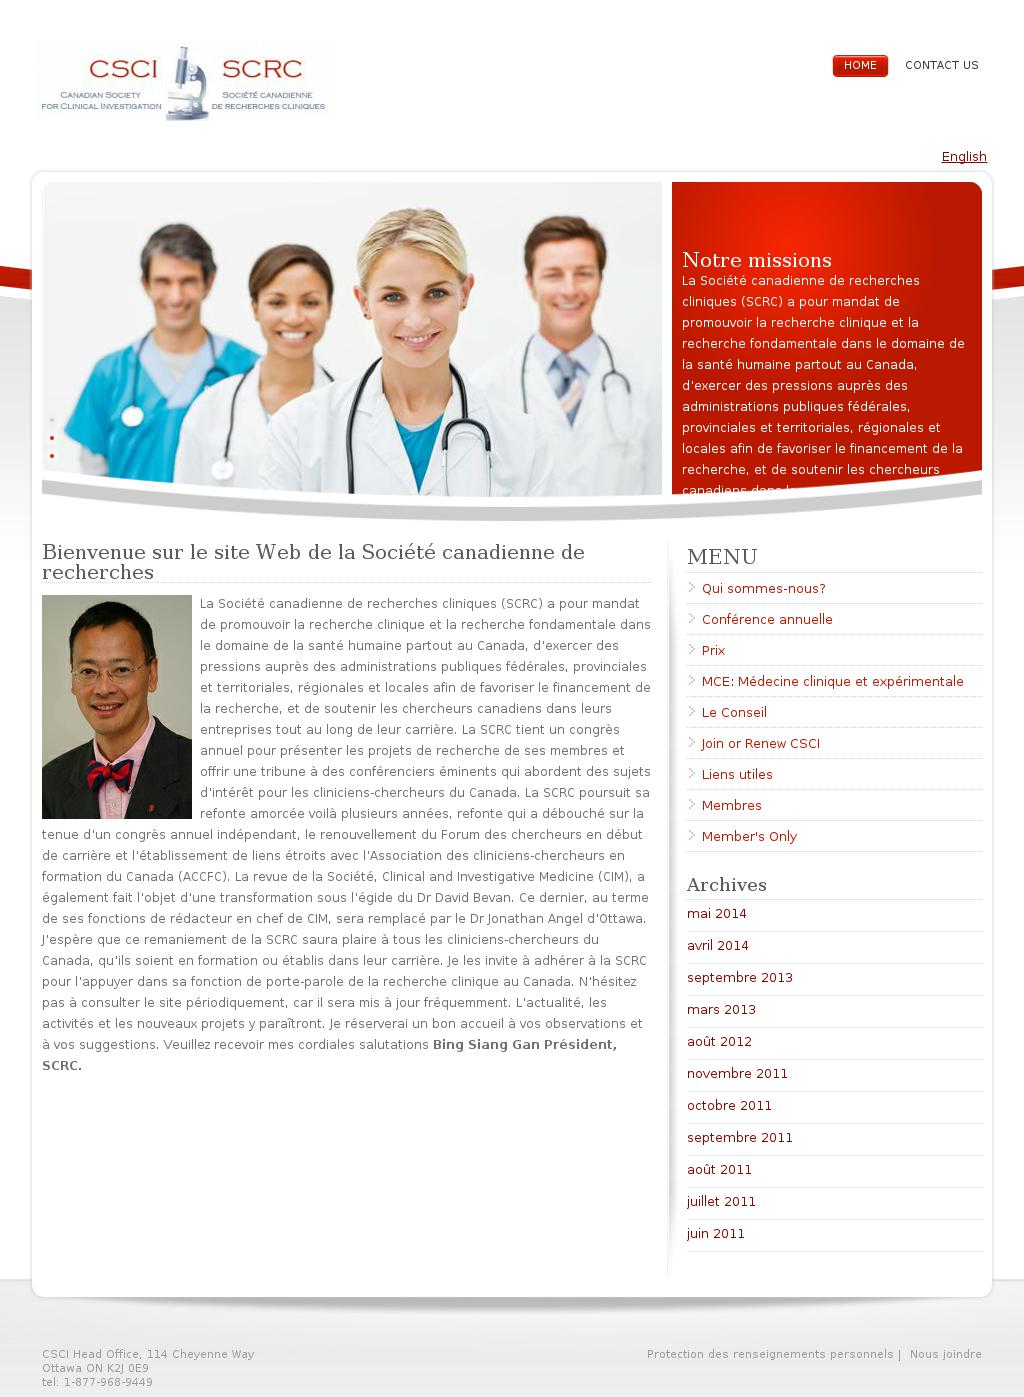 CSCI SCRC
CANADIAN SOCIETY
FOR CLINICAL INVESTIGATION
SOCIÉTÉ CANADIENNE
DE RECHERCHES CLINIQUES
HOME CONTACT US
English
Notre missions
La Société canadienne de recherches
cliniques (SCRC) a pour mandat de
promouvoir la recherche clinique et la
recherche fondamentale dans le domaine de
la santé humaine partout au Canada,
d'exercer des pressions auprès des
administrations publiques fédérales,
provinciales et territoriales, régionales et
locales afin de favoriser le financement de la
recherche, et de soutenir les chercheurs
canadiens dans
Bienvenue sur le site Web de la Société canadienne de
recherches
La Société canadienne de recherches cliniques (SCRC) a pour mandat
de promouvoir la recherche clinique et la recherche fondamentale dans
le domaine de la santé humaine partout au Canada, d'exercer des
pressions auprès des administrations publiques fédérales, provinciales
et territoriales, régionales et locales afin de favoriser le financement de
la recherche, et de soutenir les chercheurs canadiens dans leurs
entreprises tout au long de leur carrière. La SCRC tient un congrès
annuel pour présenter les projets de recherche de ses membres et
offrir une tribune à des conférenciers éminents qui abordent des sujets
d'intérêt pour les cliniciens-chercheurs du Canada. La SCRC poursuit sa
refonte amorcée voilà plusieurs années, refonte qui a débouché sur la
tenue d'un congrès annuel indépendant, le renouvellement du Forum des chercheurs en début
de carrière et l'établissement de liens étroits avec l'Association des cliniciens-chercheurs en
formation du Canada (ACCFC). La revue de la Société, Clinical and Investigative Medicine (CIM), a
également fait l'objet d'une transformation sous l'égide du Dr David Bevan. Ce dernier, au terme
de ses fonctions de rédacteur en chef de CIM, sera remplacé par le Dr Jonathan Angel d'Ottawa.
J'espère que ce remaniement de la SCRC saura plaire à tous les cliniciens-chercheurs du
Canada, qu'ils soient en formation ou établis dans leur carrière. Je les invite à adhérer à la SCRC
pour l'appuyer dans sa fonction de porte-parole de la recherche clinique au Canada. N'hésitez
pas à consulter le site périodiquement, car il sera mis à jour fréquemment. L'actualité, les
activités et les nouveaux projets y paraîtront. Je réserverai un bon accueil à vos observations et
à vos suggestions. Veuillez recevoir mes cordiales salutations Bing Siang Gan Président,
SCRC.
MENU
Qui sommes-nous?
Conférence annuelle
Prix
MCE: Médecine clinique et expérimentale
Le Conseil
Join or Renew CSCI
Liens utiles
Membres
Member's Only
Archives
mai 2014
avril 2014
septembre 2013
mars 2013
août 2012
novembre 2011
octobre 2011
septembre 2011
août 2011
juillet 2011
juin 2011
CSCI Head Office, 114 Cheyenne Way
Ottawa ON K2J 0E9
tel: 1-877-968-9449
Protection des renseignements personnels | Nous joindre